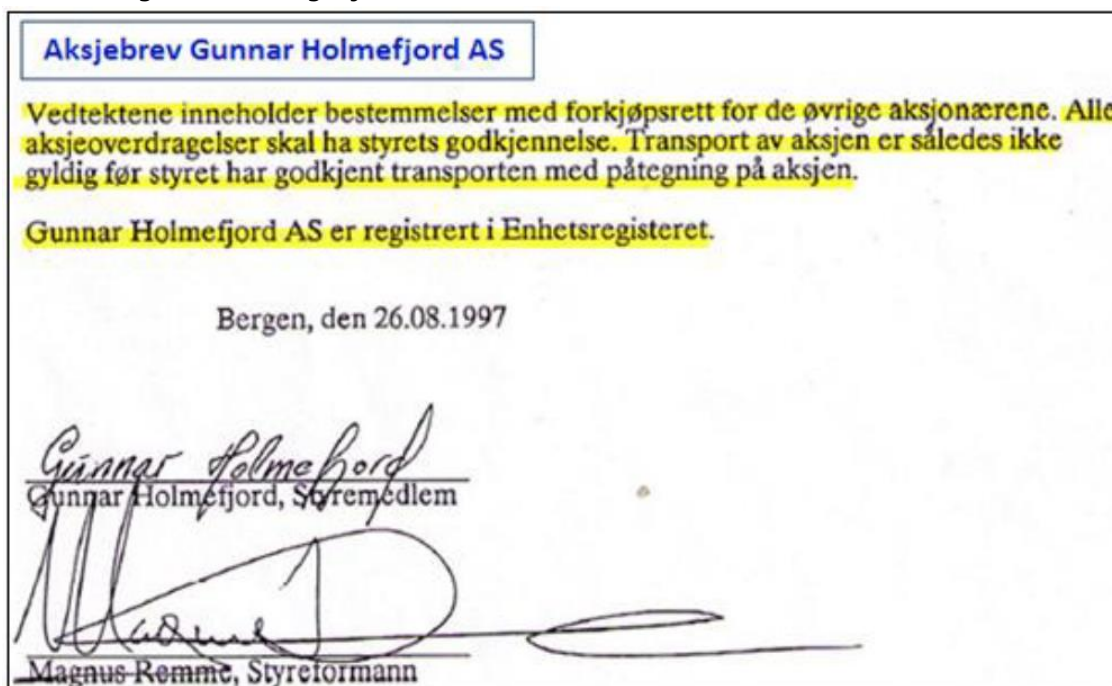 Aksjebrev Gunnar Holmefjord AS
Vedtektene inneholder bestemmelser med forkjøpsrett for de øvrige aksjonærene. Alle
aksjeoverdragelser skal ha styrets godkjennelse. Transport av aksjen er således ikke
gyldig før styret har godkjent transporten med påtegning på aksjen.
Gunnar Holmefjord AS er registrert i Enhetsregisteret.
Bergen, den 26.08.1997
Gunnar Holmefjord
Gunnar Holmefjord, Styremedlem
Magnus Remme, Styreformann